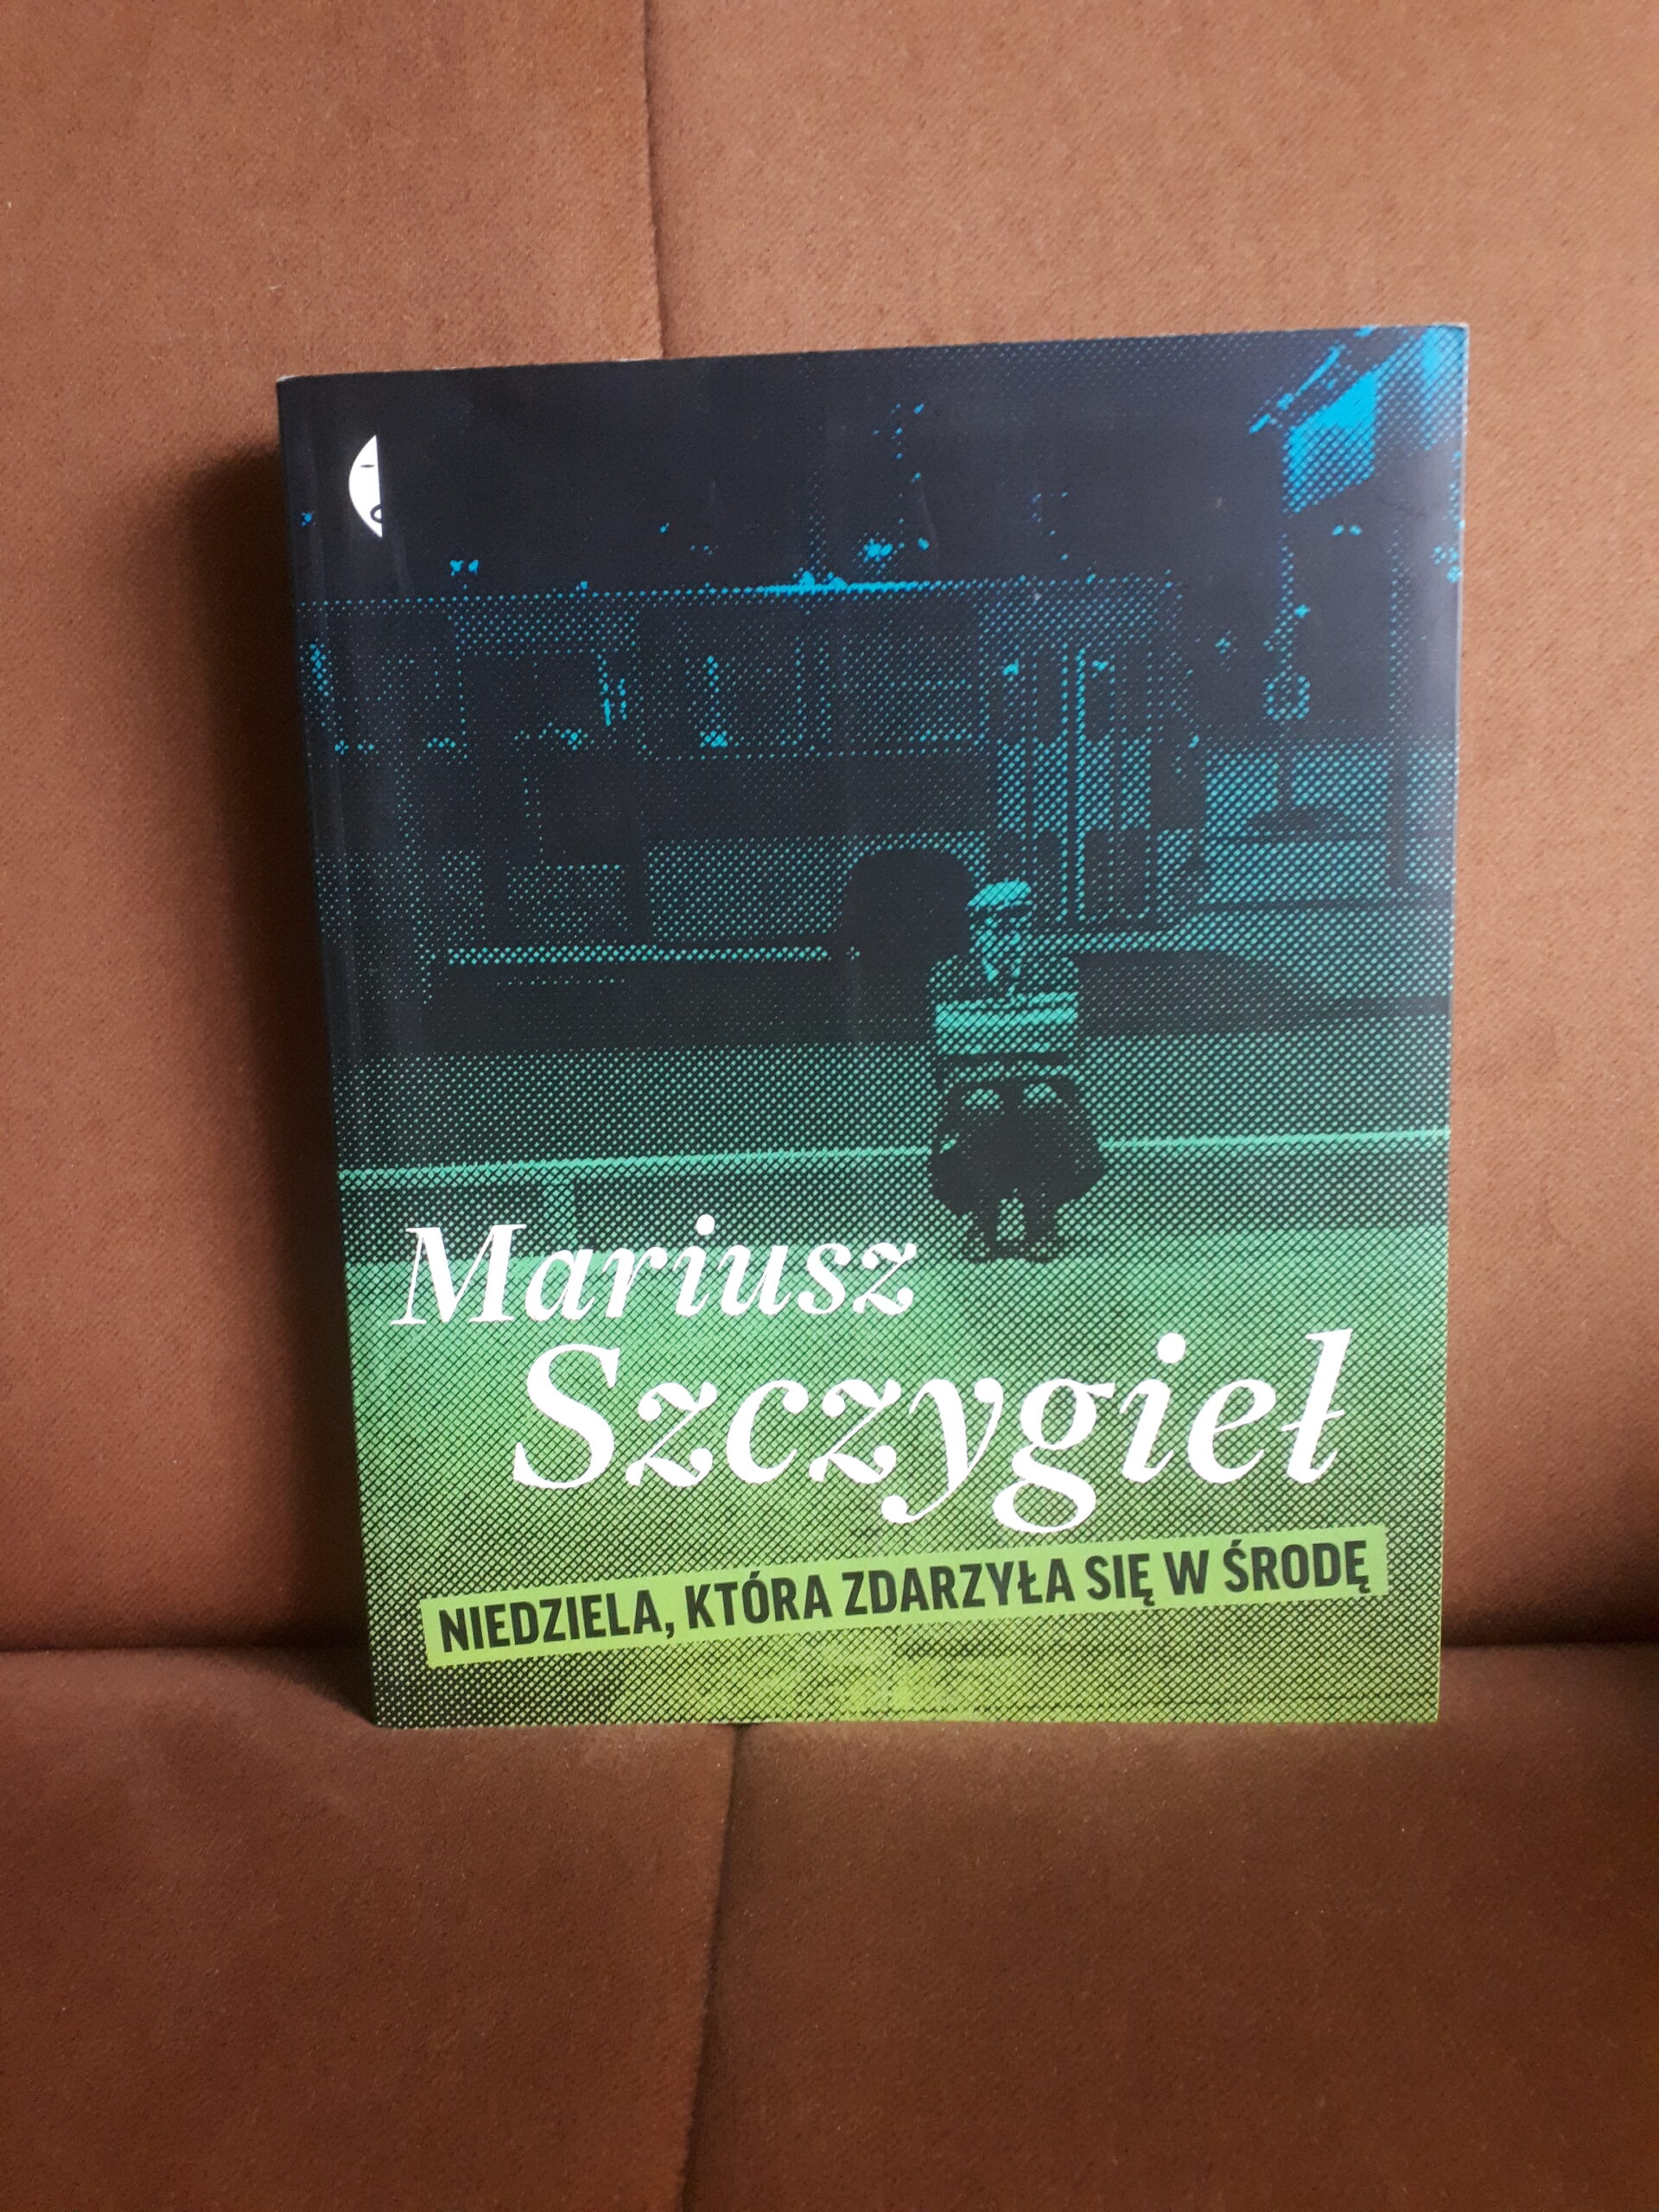 Mariusz
Szczygieł
NIEDZIELA, KTÓRA ZDARZYŁA SIĘ W ŚRODĘ